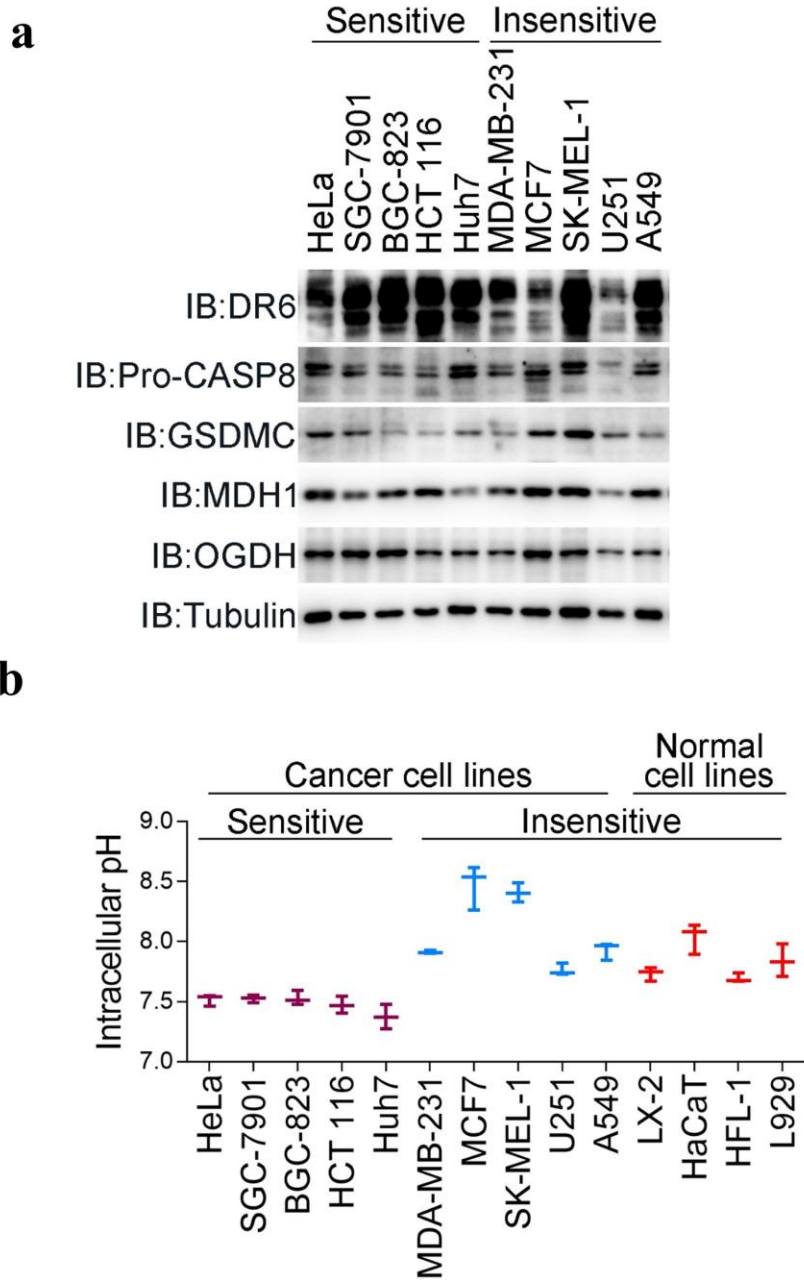 a
Sensitive Insensitive
HeLa
SGC-7901
BGC-823
HCT 116
Huh7
MDA-MB-231
MCF7
SK-MEL-1
U251
A549
IB:DR6
IB:Pro-CASP8
IB:GSDMC
IB:MDH1
IB:OGDH
IB:Tubulin
b
Cancer cell lines
Normal
cell lines
Sensitive Insensitive
Intracellular pH
9.0
8.5
8.0
7.5
7.0
HeLa
SGC-7901
BGC-823
HCT 116
Huh7
MDA-MB-231
MCF7
SK-MEL-1
U251
A549
LX-2
HaCaT
HFL-1
L929